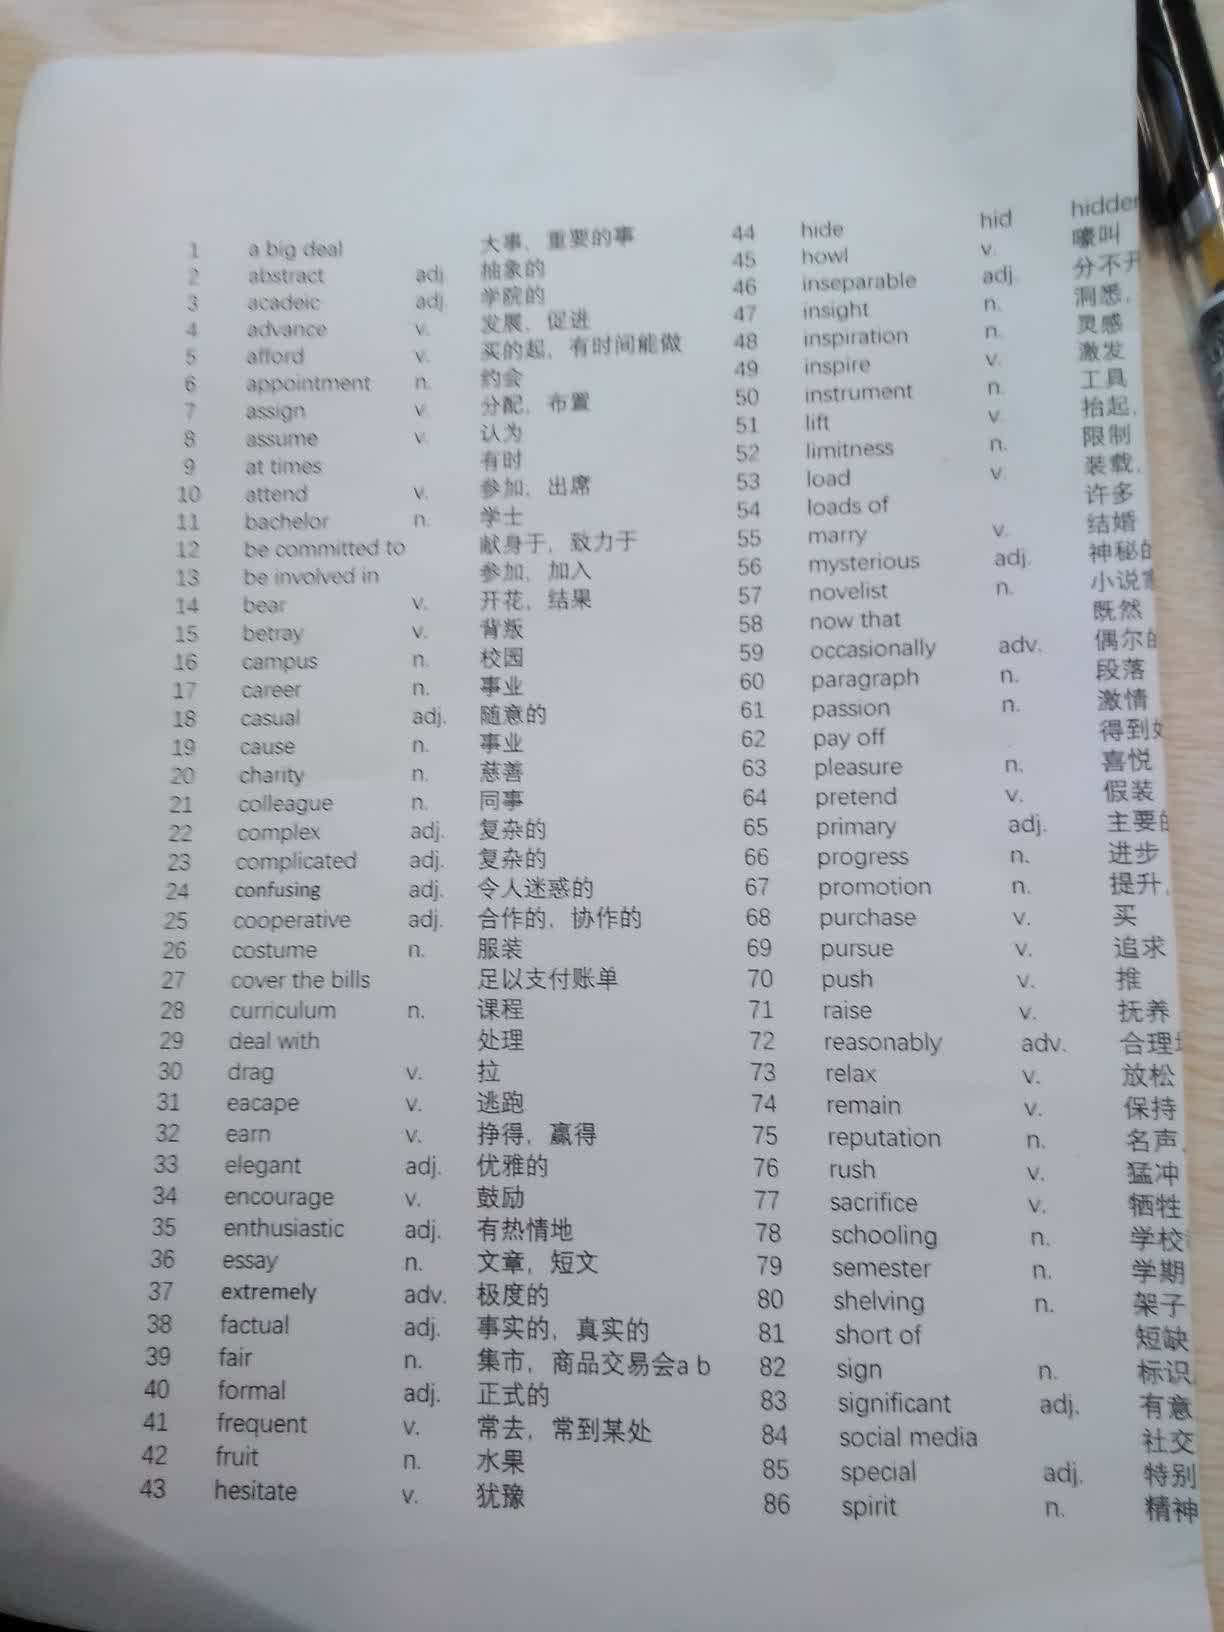 1 a big deal 大事，重要的事
2 abstract adj. 抽象的
3 acadeic adj. 学院的
4 advance v. 发展，促进
5 afford v. 买的起，有时间能做
6 appointment n. 约会
7 assign v. 分配，布置
8 assume v. 认为
9 at times 有时
10 attend v. 参加，出席
11 bachelor n. 学士
12 be committed to 献身于，致力于
13 be involved in 参加，加入
14 bear v. 开花，结果
15 betray v. 背叛
16 campus n. 校园
17 career n. 事业
18 casual adj. 随意的
19 cause n. 事业
20 charity n. 慈善
21 colleague n. 同事
22 complex adj. 复杂的
23 complicated adj. 复杂的
24 confusing adj. 令人迷惑的
25 cooperative adj. 合作的，协作的
26 costume n. 服装
27 cover the bills 足以支付账单
28 curriculum n. 课程
29 deal with 处理
30 drag v. 拉
31 eacape v. 逃跑
32 earn v. 挣得，赢得
33 elegant adj. 优雅的
34 encourage v. 鼓励
35 enthusiastic adj. 有热情地
36 essay n. 文章，短文
37 extremely adv. 极度的
38 factual adj. 事实的，真实的
39 fair n. 集市，商品交易会a b
40 formal adj. 正式的
41 frequent v. 常去，常到某处
42 fruit n. 水果
43 hesitate v. 犹豫
44 hide hid hidden
45 howl v. 嚎叫
46 inseparable adj. 分不开
47 insight n. 洞悉，
48 inspiration n. 灵感
49 inspire v. 激发
50 instrument n. 工具
51 lift v. 抬起，
52 limitness n. 限制
53 load v. 装载，
54 loads of 许多
55 marry v. 结婚
56 mysterious adj. 神秘的
57 novelist n. 小说家
58 now that 既然
59 occasionally adv. 偶尔的
60 paragraph n. 段落
61 passion n. 激情
62 pay off 得到
63 pleasure n. 喜悦
64 pretend v. 假装
65 primary adj. 主要的
66 progress n. 进步
67 promotion n. 提升，
68 purchase v. 买
69 pursue v. 追求
70 push v. 推
71 raise v. 抚养
72 reasonably adv. 合理地
73 relax v. 放松
74 remain v. 保持
75 reputation n. 名声，
76 rush v. 猛冲
77 sacrifice v. 牺牲
78 schooling n. 学校
79 semester n. 学期
80 shelving n. 架子
81 short of 短缺
82 sign n. 标识，
83 significant adj. 有意
84 social media 社交
85 special adj. 特别
86 spirit n. 精神